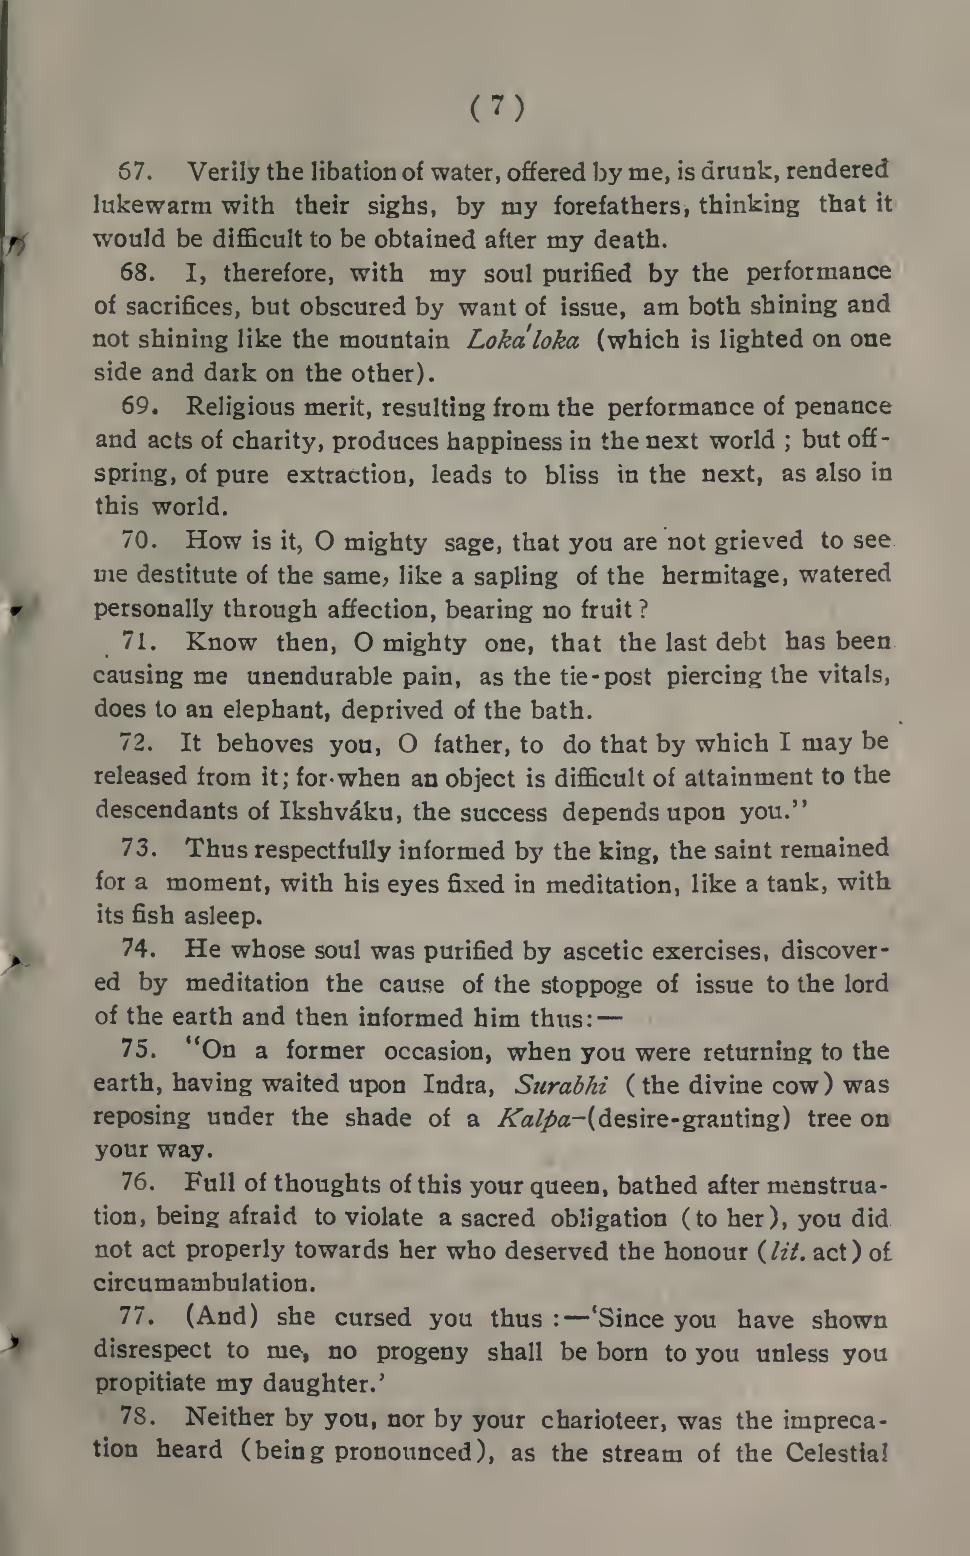 ( 7 )
67. Verily the libation of water, offered by me, is drunk, rendered
lukewarm with their sighs, by my forefathers, thinking that it
would be difficult to be obtained after my death.
68. I, therefore, with my soul purified by the performance
of sacrifices, but obscured by want of issue, am both shining and
not shining like the mountain Loka'loka (which is lighted on one
side and dark on the other).
69. Religious merit, resulting from the performance of penance
and acts of charity, produces happiness in the next world ; but off-
spring, of pure extraction, leads to bliss in the next, as also in
this world.
70. How is it, O mighty sage, that you are not grieved to see
me destitute of the same, like a sapling of the hermitage, watered
personally through affection, bearing no fruit ?
71. Know then, O mighty one, that the last debt has been
causing me unendurable pain, as the tie-post piercing the vitals,
does to an elephant, deprived of the bath.
72. It behoves you, O father, to do that by which I may be
released from it; for when an object is difficult of attainment to the
descendants of Ikshváku, the success depends upon you.”
73. Thus respectfully informed by the king, the saint remained
for a moment, with his eyes fixed in meditation, like a tank, with
its fish asleep.
74. He whose soul was purified by ascetic exercises, discover-
ed by meditation the cause of the stoppoge of issue to the lord
of the earth and then informed him thus:—
75. “On a former occasion, when you were returning to the
earth, having waited upon Indra, Surabhi (the divine cow) was
reposing under the shade of a Kalpa-(desire-granting) tree on
your way.
76. Full of thoughts of this your queen, bathed after menstrua-
tion, being afraid to violate a sacred obligation (to her), you did
not act properly towards her who deserved the honour (lit. act) of
circumambulation.
77. (And) she cursed you thus :—‘Since you have shown
disrespect to me, no progeny shall be born to you unless you
propitiate my daughter.’
78. Neither by you, nor by your charioteer, was the impreca-
tion heard (being pronounced), as the stream of the Celestial